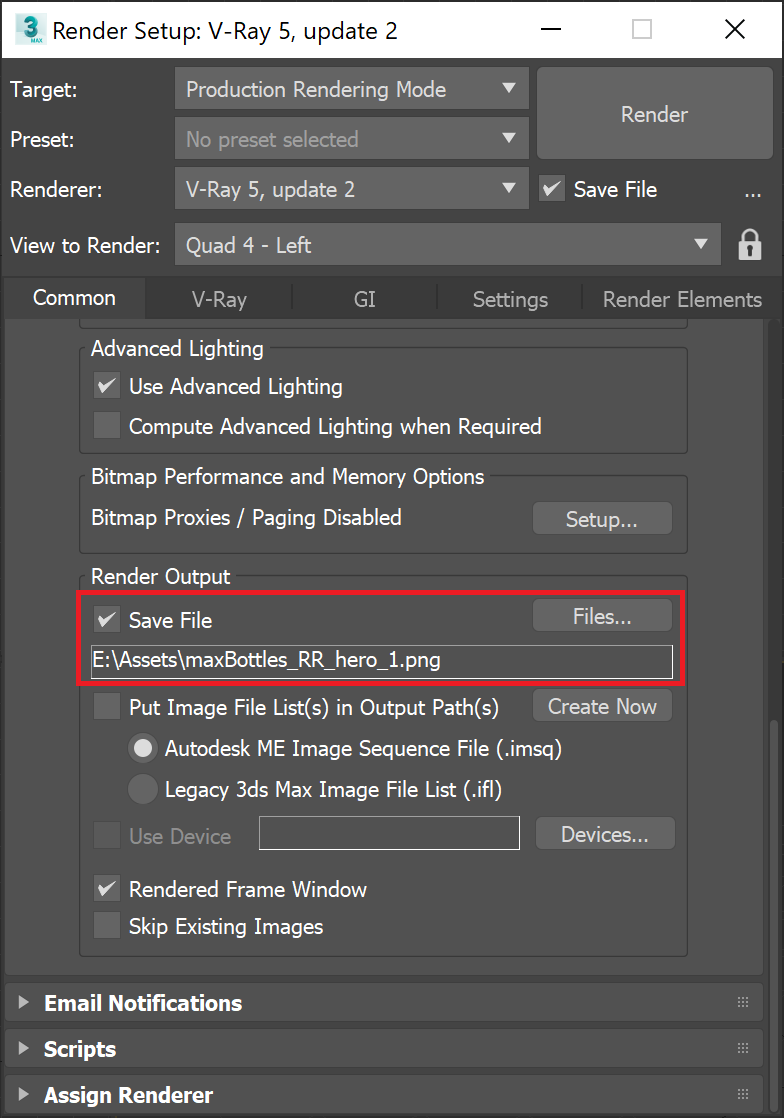 3 MAX Render Setup: V-Ray 5, update 2
Target: Production Rendering Mode
Render
Preset: No preset selected
Renderer: V-Ray 5, update 2 Save File ...
View to Render: Quad 4 - Left
Common V-Ray GI Settings Render Elements
Advanced Lighting
Use Advanced Lighting
Compute Advanced Lighting when Required
Bitmap Performance and Memory Options
Bitmap Proxies / Paging Disabled Setup...
Render Output
Save File Files...
E:\Assets\maxBottles_RR_hero_1.png
Put Image File List(s) in Output Path(s) Create Now
Autodesk ME Image Sequence File (.imsq)
Legacy 3ds Max Image File List (.ifl)
Use Device Devices...
Rendered Frame Window
Skip Existing Images
Email Notifications
Scripts
Assign Renderer